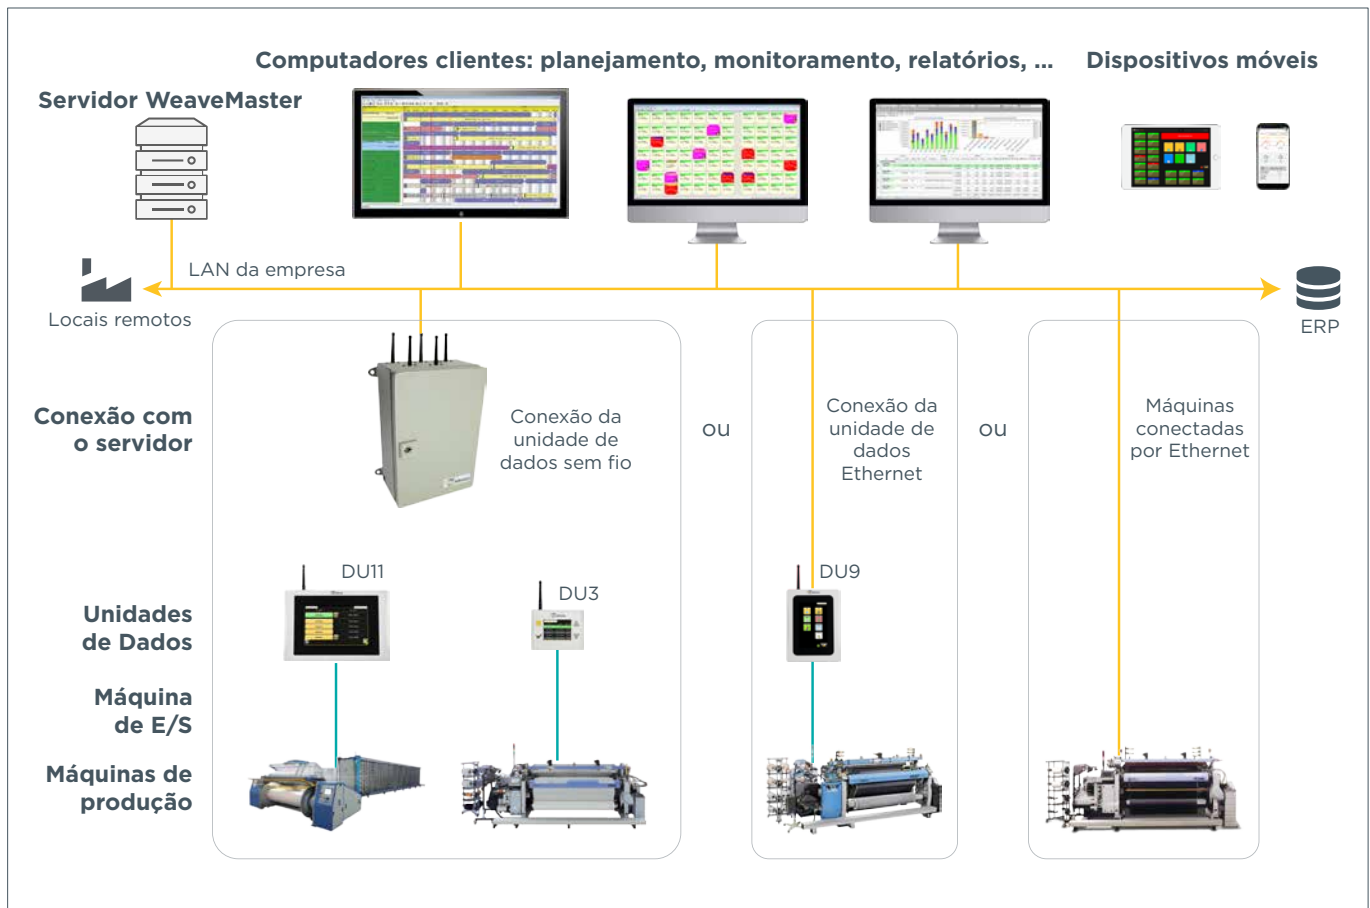 Computadores clientes: planejamento, monitoramento, relatórios, ...
Dispositivos móveis
Servidor WeaveMaster
LAN da empresa
Locais remotos
ERP
Conexão com
o servidor
Conexão da
unidade de
dados sem fio
ou
Conexão da
unidade de
dados
Ethernet
ou
Máquinas
conectadas
por Ethernet
DU11
DU3
DU9
Unidades
de Dados
Máquina
de E/S
Máquinas de
produção